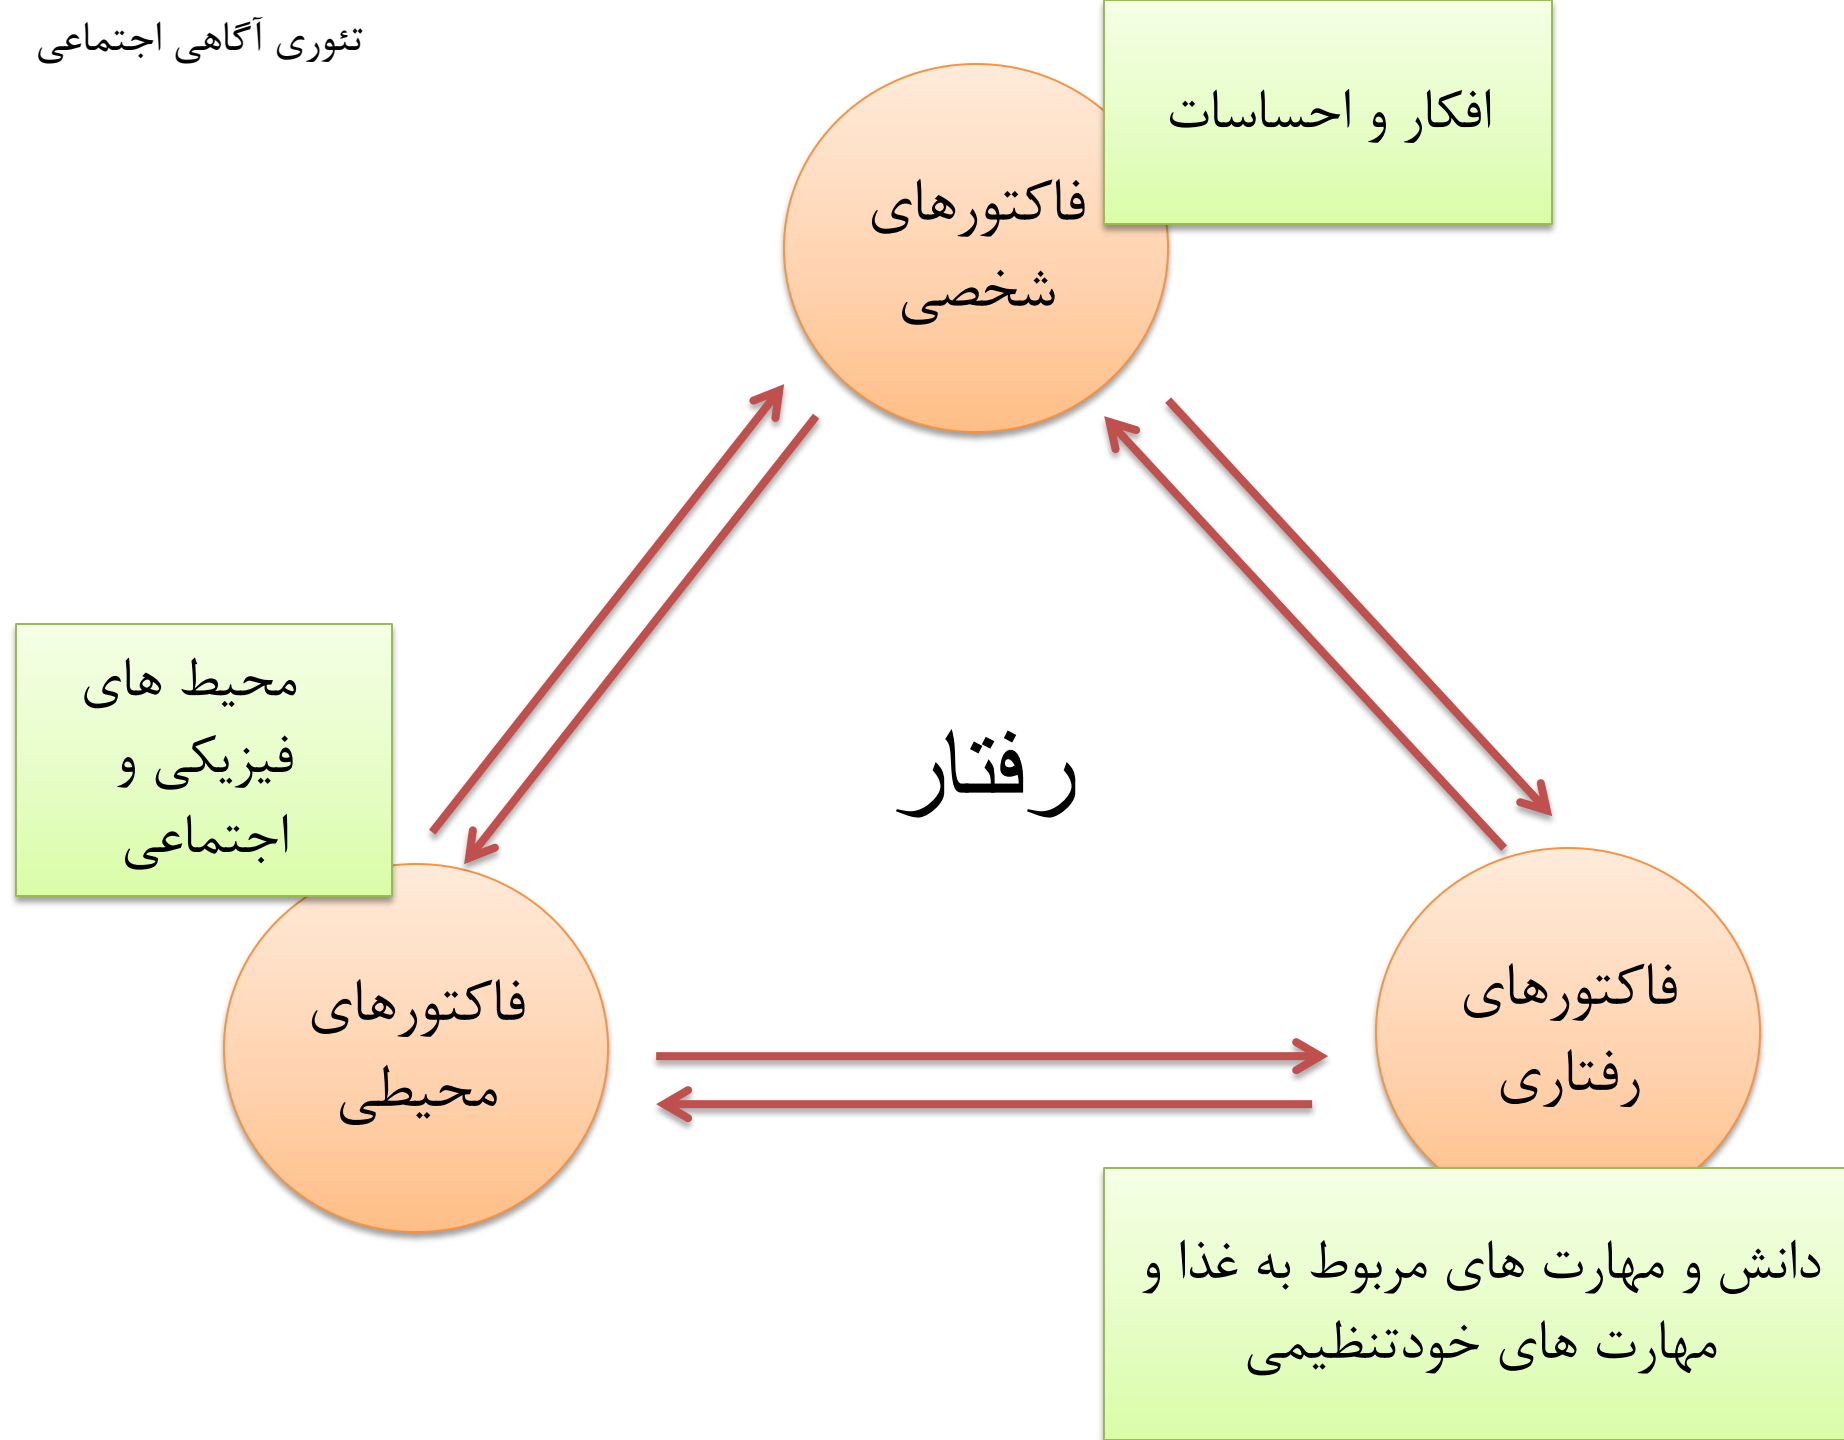 تئوری آگاهی اجتماعی
افکار و احساسات
فاکتورهای
شخصی
محیط های
فیزیکی و
اجتماعی
رفتار
فاکتورهای
محیطی
فاکتورهای
رفتاری
دانش و مهارت های مربوط به غذا و
مهارت های خودتنظیمی